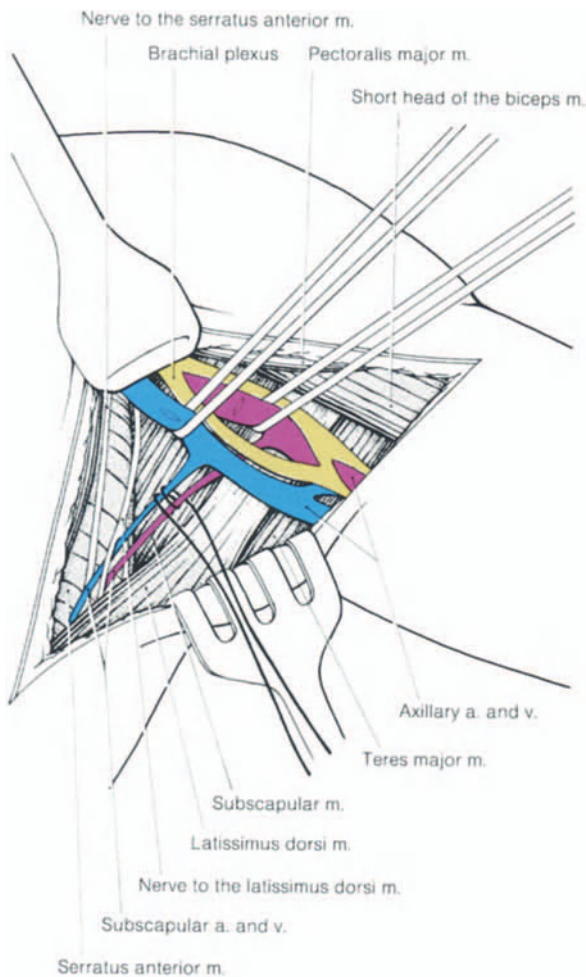 Nerve to the serratus anterior m.
Brachial plexus
Pectoralis major m.
Short head of the biceps m.
Axillary a. and v.
Teres major m.
Subscapular m.
Latissimus dorsi m.
Nerve to the latissimus dorsi m.
Subscapular a. and v.
Serratus anterior m.